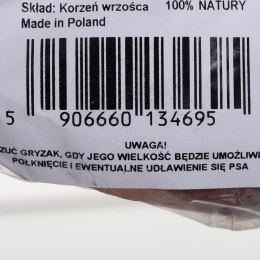 Skład: Korzeń wrzośca 100% NATURY
Made in Poland
5 906660 134695
UWAGA!
ZUĆ GRYZAK, GDY JEGO WIELKOŚĆ BĘDZIE UMOŻLIWI
POŁKNIĘCIE I EWENTUALNE UDŁAWIENIE SIĘ PSA